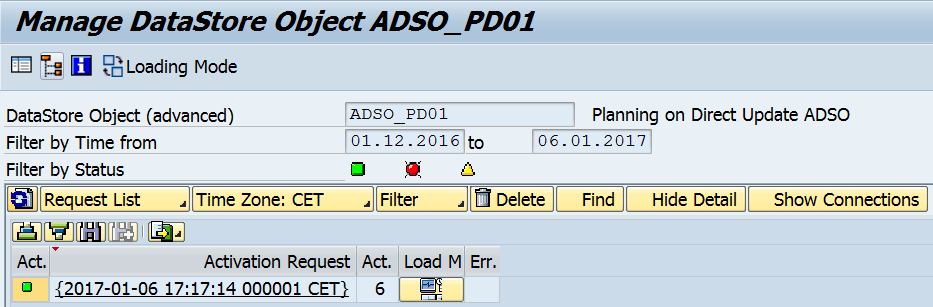 Manage DataStore Object ADSO_PD01
Loading Mode
DataStore Object (advanced) ADSO_PD01 Planning on Direct Update ADSO
Filter by Time from 01.12.2016 to 06.01.2017
Filter by Status
Request List Time Zone: CET Filter Delete Find Hide Detail Show Connections
Act. Activation Request Act. Load M Err.
{2017-01-06 17:17:14 000001 CET} 6